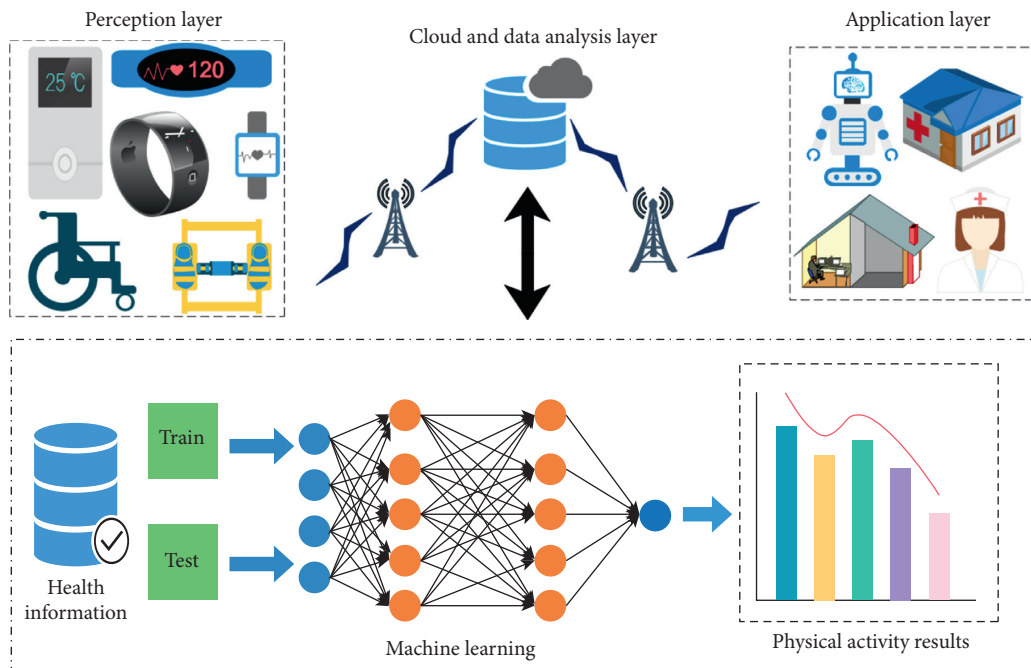 Perception layer
Cloud and data analysis layer
Application layer
25 ℃
120
Train
Test
Health
information
Machine learning
Physical activity results